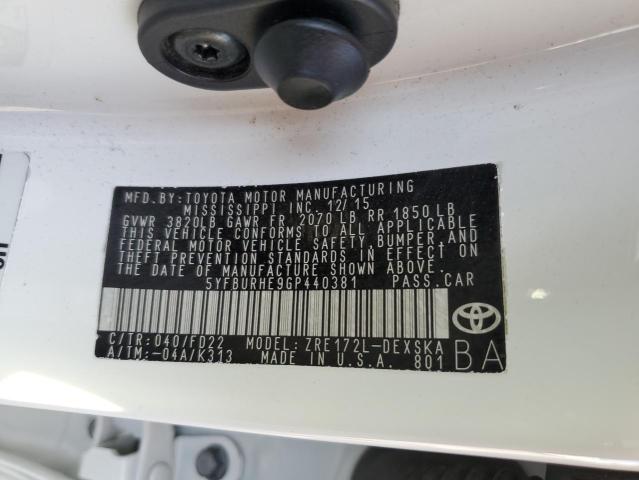 MFD.BY:TOYOTA MOTOR MANUFACTURING
MISSISSIPPI INC. 12/15
GVWR 3820LB GAWR FR 2070 LB RR 1850 LB
THIS VEHICLE CONFORMS TO ALL APPLICABLE
FEDERAL MOTOR VEHICLE SAFETY, BUMPER, AND
THEFT PREVENTION STANDARDS IN EFFECT ON
THE DATE OF MANUFACTURE SHOWN ABOVE.
5YFBURHE9GP440381 PASS.CAR
C/TR:040/FD22 MODEL: ZRE172L-DEXSKA
A/TM:-04A/K313 MADE IN U.S.A. 801
BA